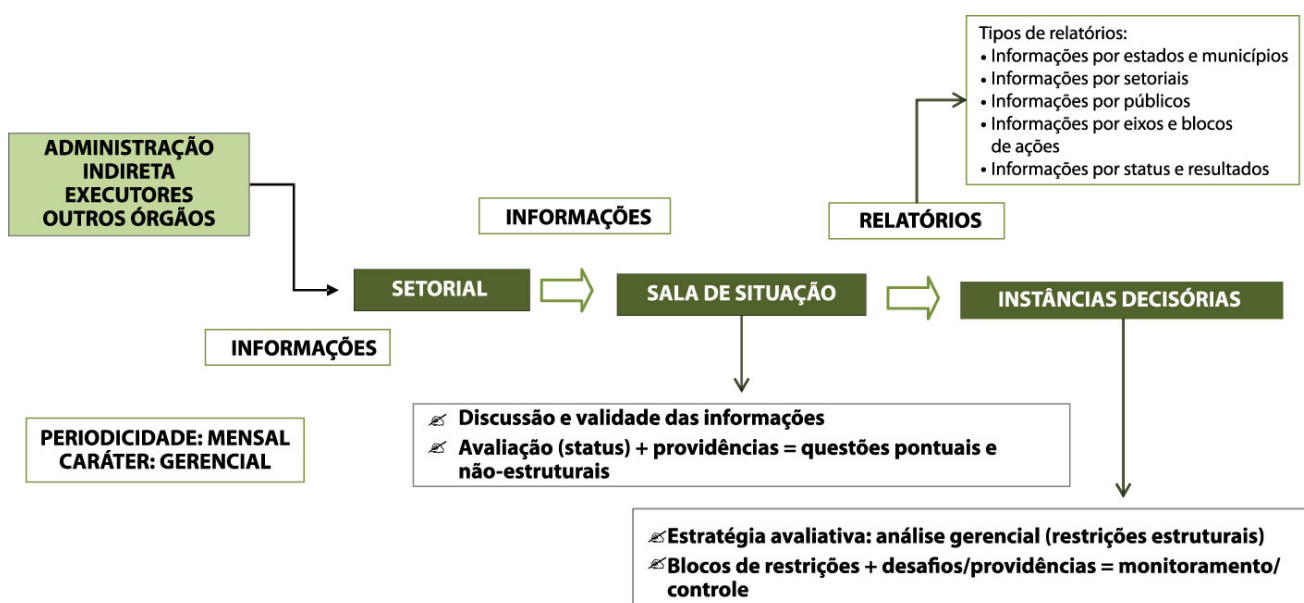 Tipos de relatórios:
• Informações por estados e municípios
• Informações por setoriais
• Informações por públicos
• Informações por eixos e blocos
de ações
• Informações por status e resultados
ADMINISTRAÇÃO
INDIRETA
EXECUTORES
OUTROS ÓRGÃOS
INFORMAÇÕES
RELATÓRIOS
SETORIAL
SALA DE SITUAÇÃO
INSTÂNCIAS DECISÓRIAS
INFORMAÇÕES
PERIODICIDADE: MENSAL
CARÁTER: GERENCIAL
Discussão e validade das informações
Avaliação (status) + providências = questões pontuais e
não-estruturais
Estratégia avaliativa: análise gerencial (restrições estruturais)
Blocos de restrições + desafios/providências = monitoramento/
controle